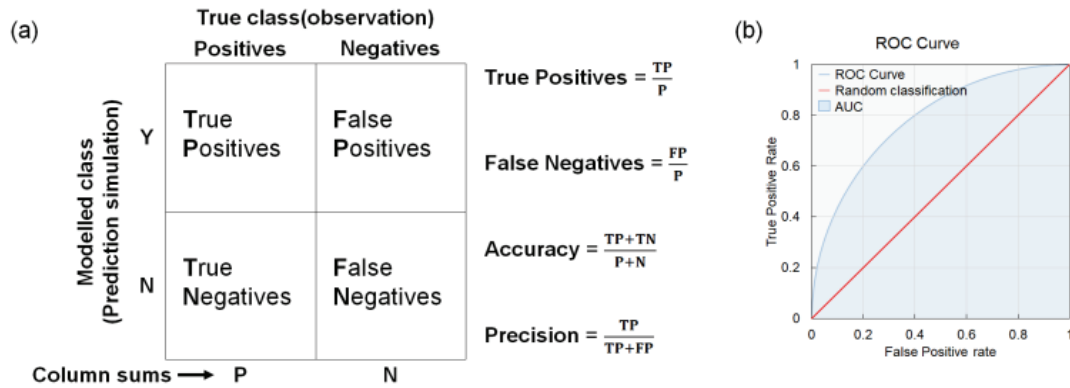 (a)
True class(observation)
Positives Negatives
Modelled class
(Prediction simulation)
Y
True
Positives
False
Positives
N
True
Negatives
False
Negatives
Column sums → P N
True Positives = TP/P
False Negatives = FP/P
Accuracy = TP+TN/P+N
Precision = TP/TP+FP
(b)
ROC Curve
ROC Curve
Random classification
AUC
True Positive Rate
1
0.8
0.6
0.4
0.2
0
0 0.2 0.4 0.6 0.8 1
False Positive rate